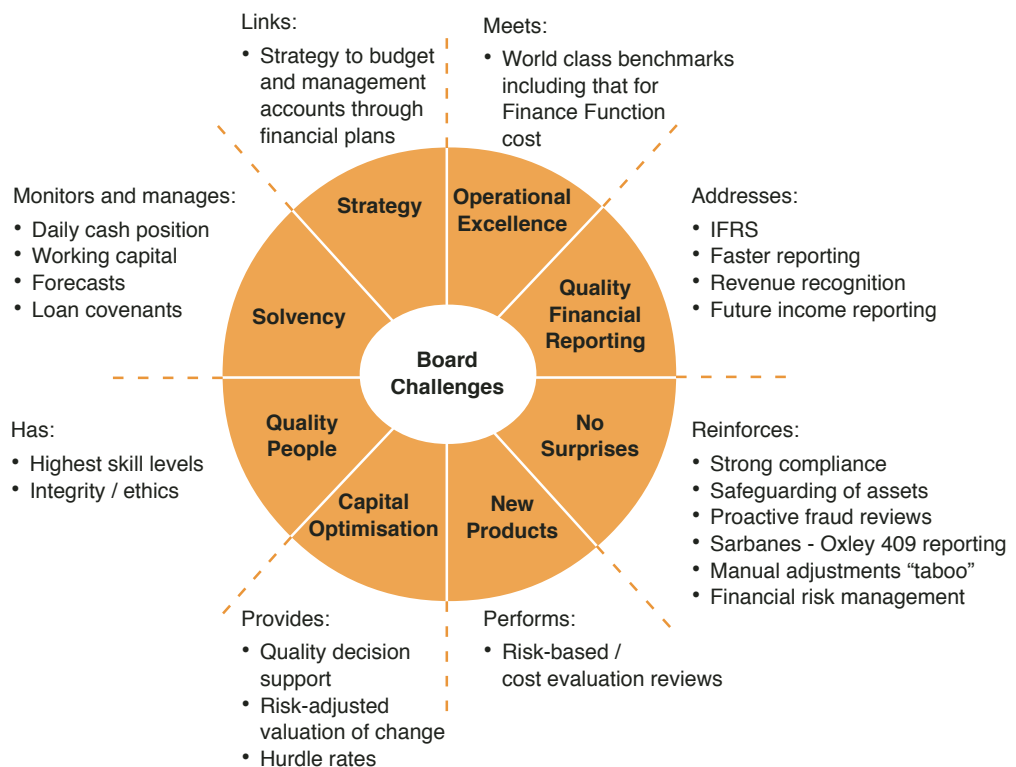 Links:
• Strategy to budget
and management
accounts through
financial plans
Meets:
• World class benchmarks
including that for
Finance Function
cost
Monitors and manages:
• Daily cash position
• Working capital
• Forecasts
• Loan covenants
Addresses:
• IFRS
• Faster reporting
• Revenue recognition
• Future income reporting
Strategy
Operational
Excellence
Solvency
Quality
Financial
Reporting
Board
Challenges
Quality
People
No
Surprises
Capital
Optimisation
New
Products
Has:
• Highest skill levels
• Integrity / ethics
Reinforces:
• Strong compliance
• Safeguarding of assets
• Proactive fraud reviews
• Sarbanes - Oxley 409 reporting
• Manual adjustments “taboo”
• Financial risk management
Provides:
• Quality decision
support
• Risk-adjusted
valuation of change
• Hurdle rates
Performs:
• Risk-based /
cost evaluation reviews